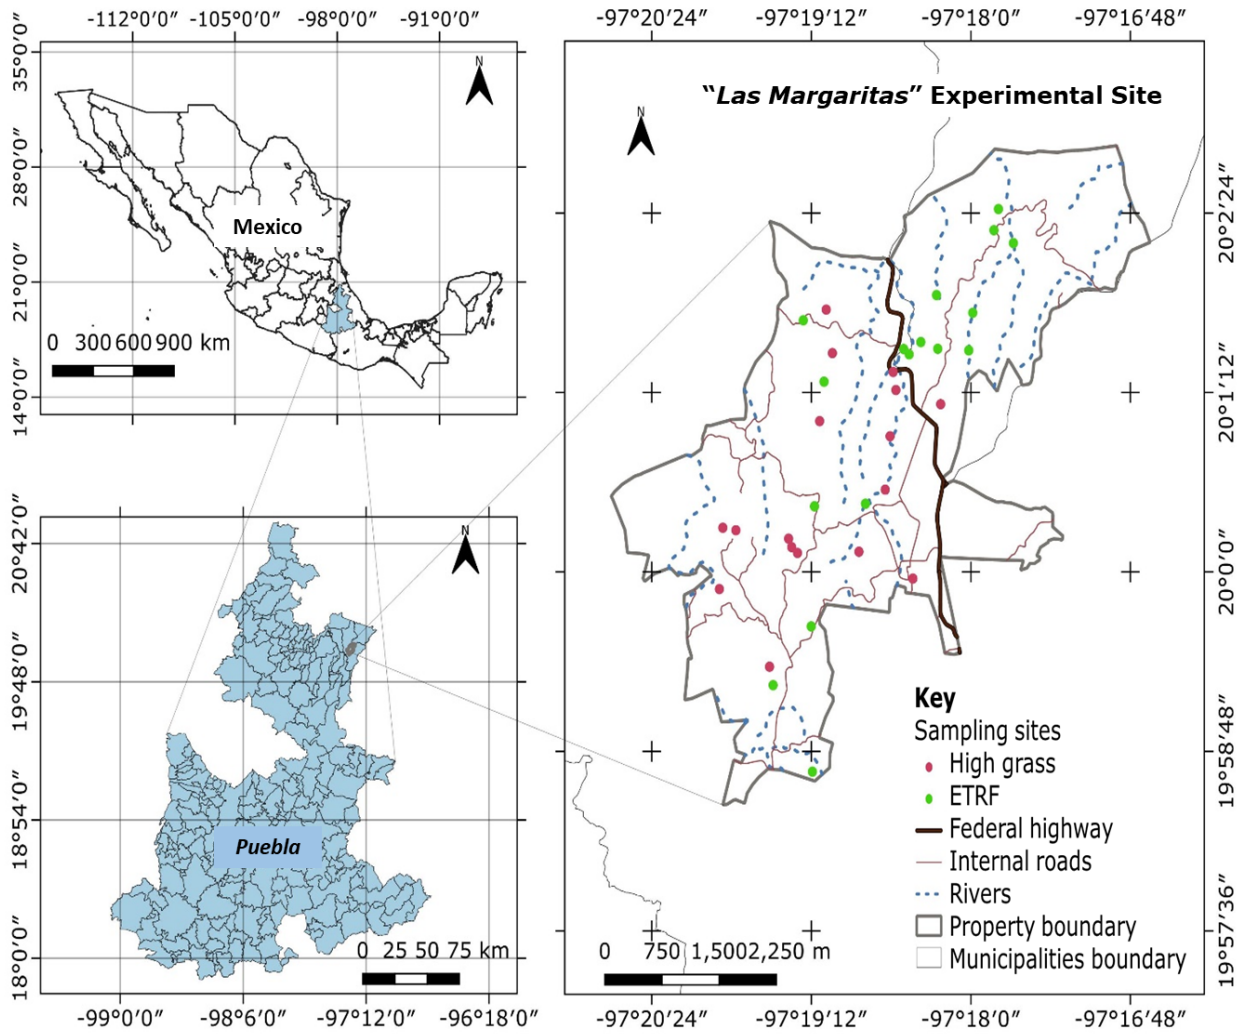 -112°0′0″ -105°0′0″ -98°0′0″ -91°0′0″
35°0′0″
28°0′0″
21°0′0″
14°0′0″
N
Mexico
0 300 600 900 km
20°42′0″
19°48′0″
18°54′0″
18°0′0″
N
Puebla
0 25 50 75 km
-99°0′0″ -98°6′0″ -97°12′0″ -96°18′0″
-97°20′24″ -97°19′12″ -97°18′0″ -97°16′48″
“Las Margaritas” Experimental Site
N
20°2′24″
20°1′12″
20°0′0″
19°58′48″
19°57′36″
Key
Sampling sites
High grass
ETRF
Federal highway
Internal roads
Rivers
Property boundary
Municipalities boundary
0 750 1,500 2,250 m
-97°20′24″ -97°19′12″ -97°18′0″ -97°16′48″